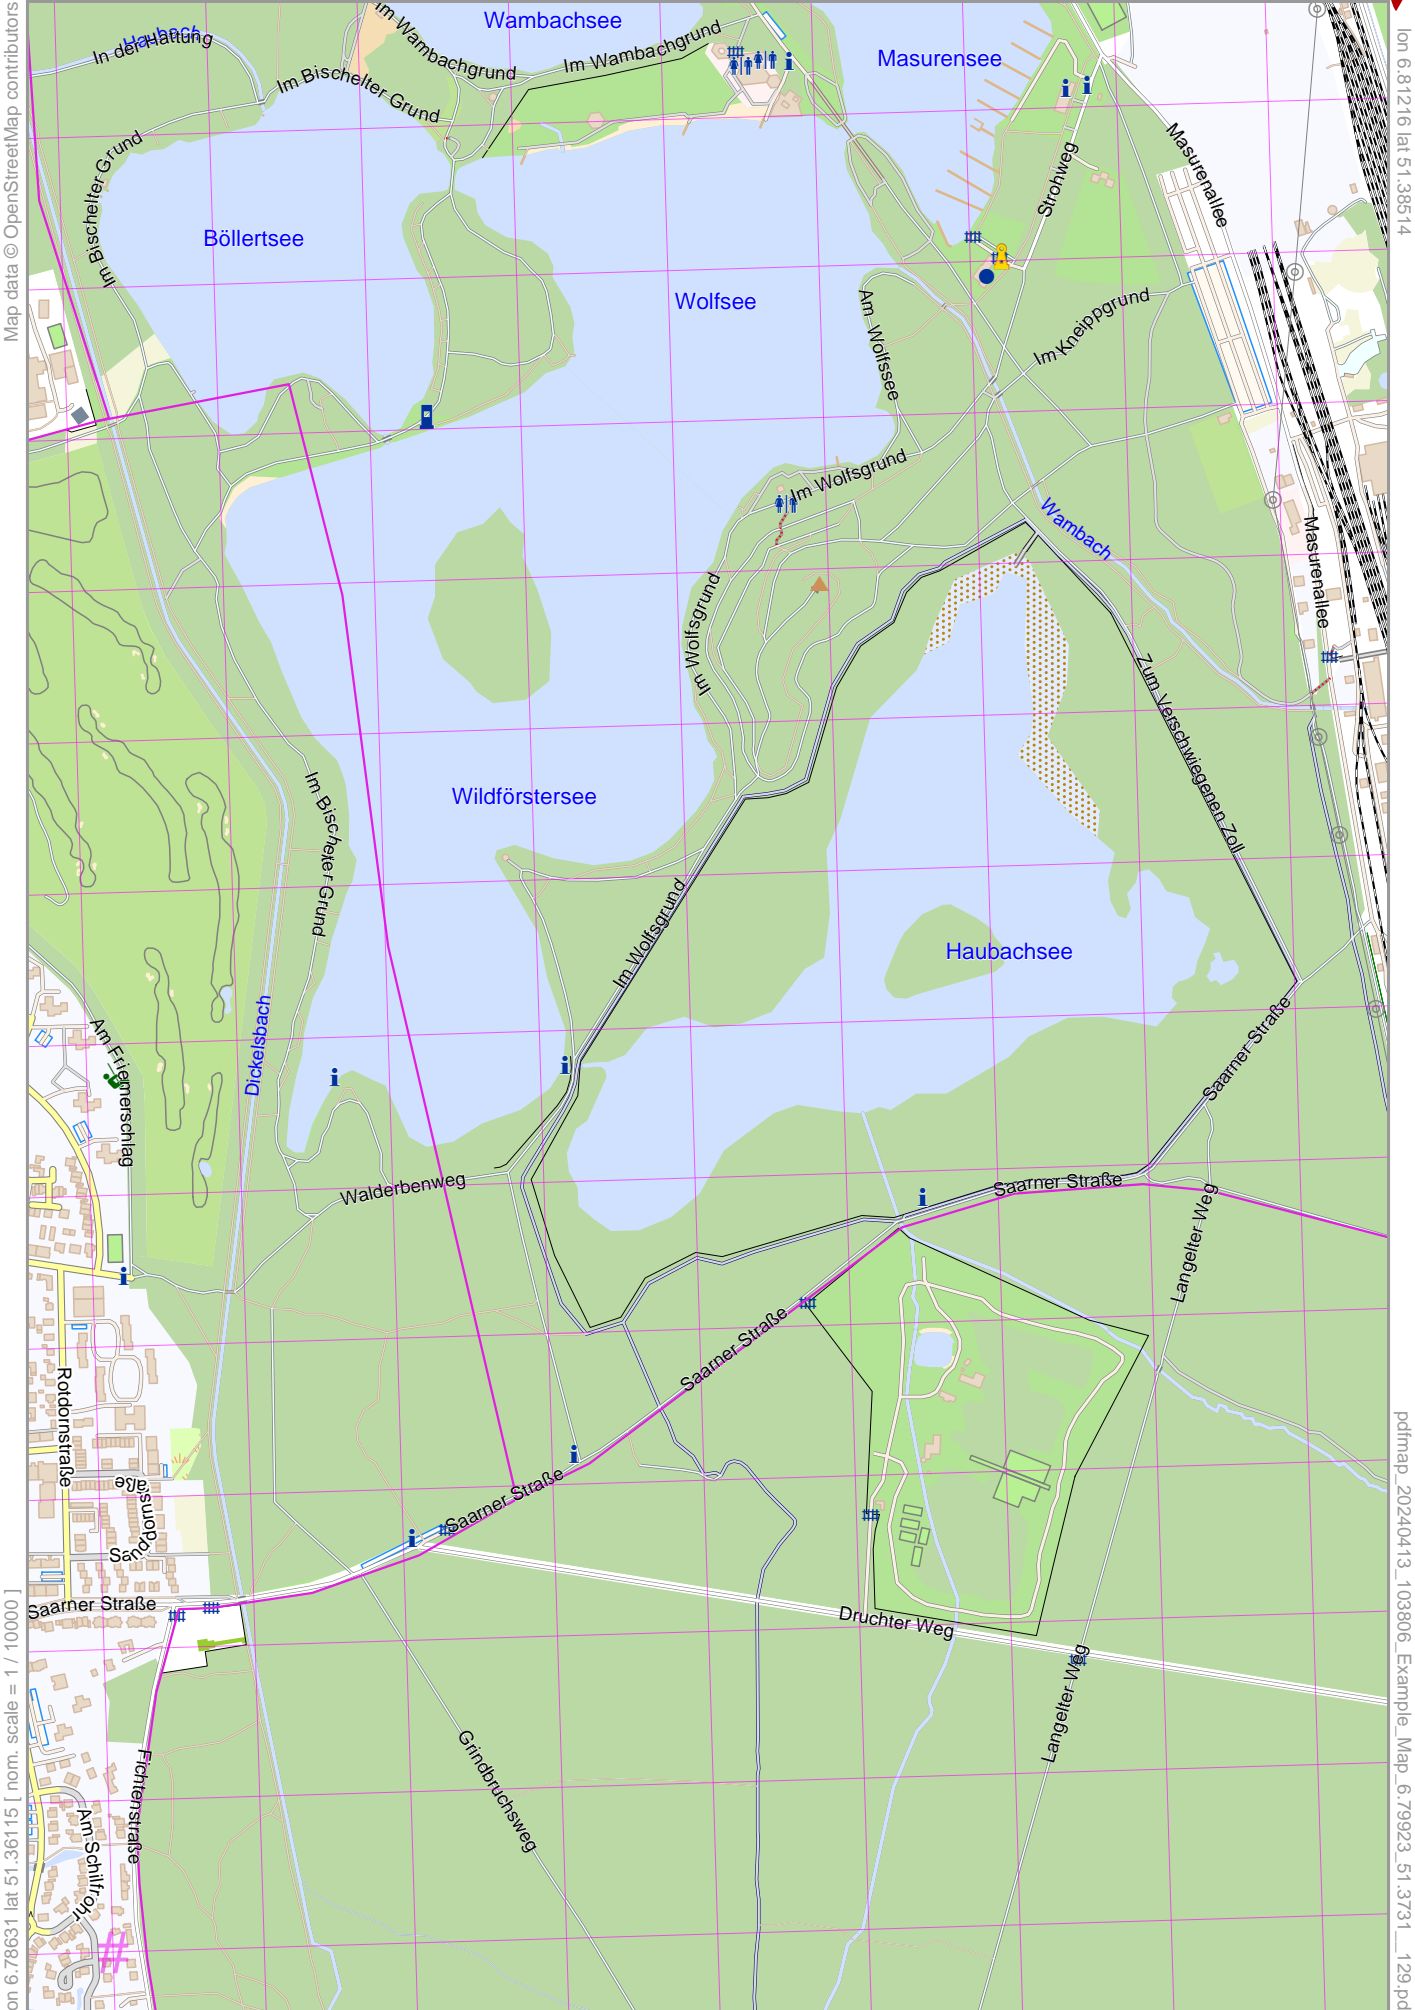 Map data © OpenStreetMap contributors
lon 6.81216 lat 51.38514
Wambachsee
Im Wambachgrund
Im Wambachgrund
Haubach
In der Hattung
Im Bischelter Grund
Masurensee
Masurenallee
Strohweg
Im Bischelter Grund
Böllertsee
Wolfsee
Am Wolfssee
Im Kneippgrund
Im Wolfsgrund
Wambach
Masurenallee
Im Wolfsgrund
Zum Verschwiegenen Zoll
Wildförstersee
Im Bischelter Grund
Im Wolfsgrund
Haubachsee
Dickelsbach
Am Friemerschlag
Saarner Straße
Walderbenweg
Saarner Straße
Langelter Weg
Saarner Straße
Rotdornstraße
Sanddornstraße
Saarner Straße
Saarner Straße
Druchter Weg
Langelter Weg
Grindbruchsweg
Fichtenstraße
Am Schilfrohr
on 6.78631 lat 51.36115 [ nom. scale = 1 / 10000 ]
pdfmap_20240413_103806_Example_Map_6.79923_51.3731__129.pd